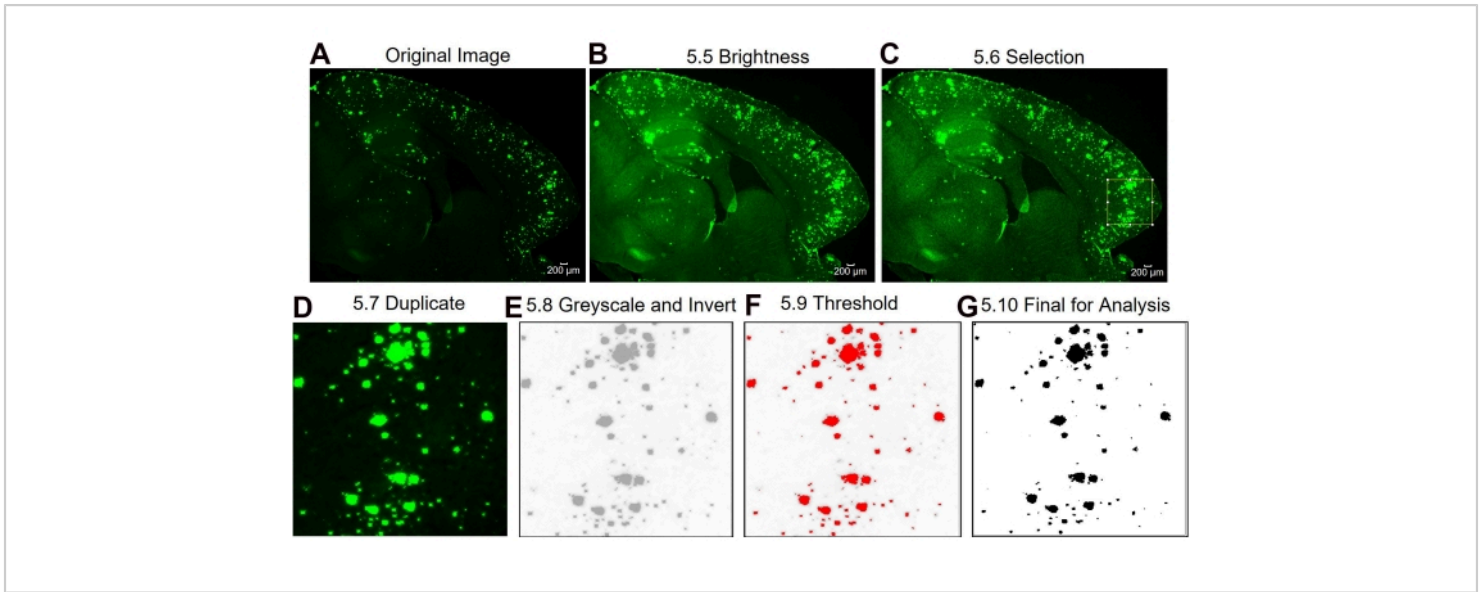 A Original Image
B 5.5 Brightness
C 5.6 Selection
200 µm
200 µm
200 µm
D 5.7 Duplicate
E 5.8 Greyscale and Invert
F 5.9 Threshold
G 5.10 Final for Analysis